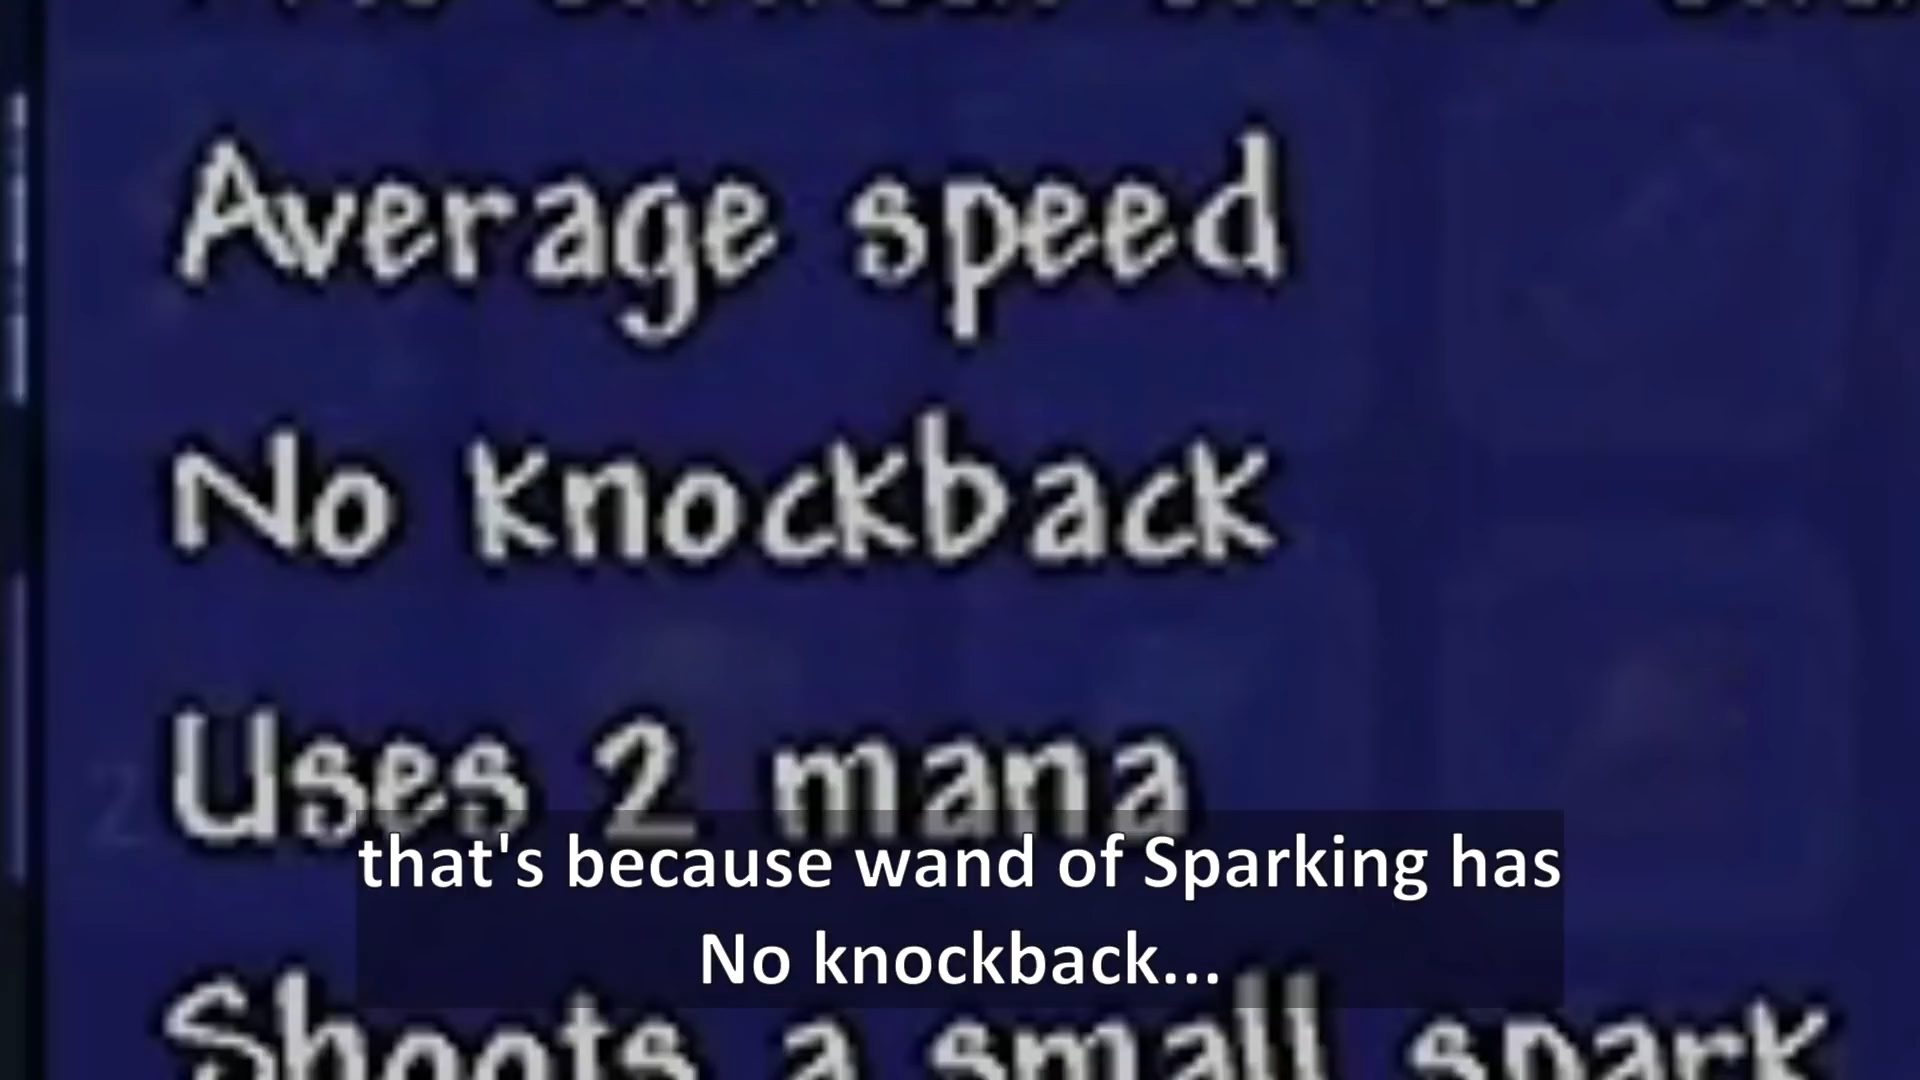 Average speed
No knockback
Uses 2 mana
that's because wand of Sparking has
No knockback...
Shoots a small spark